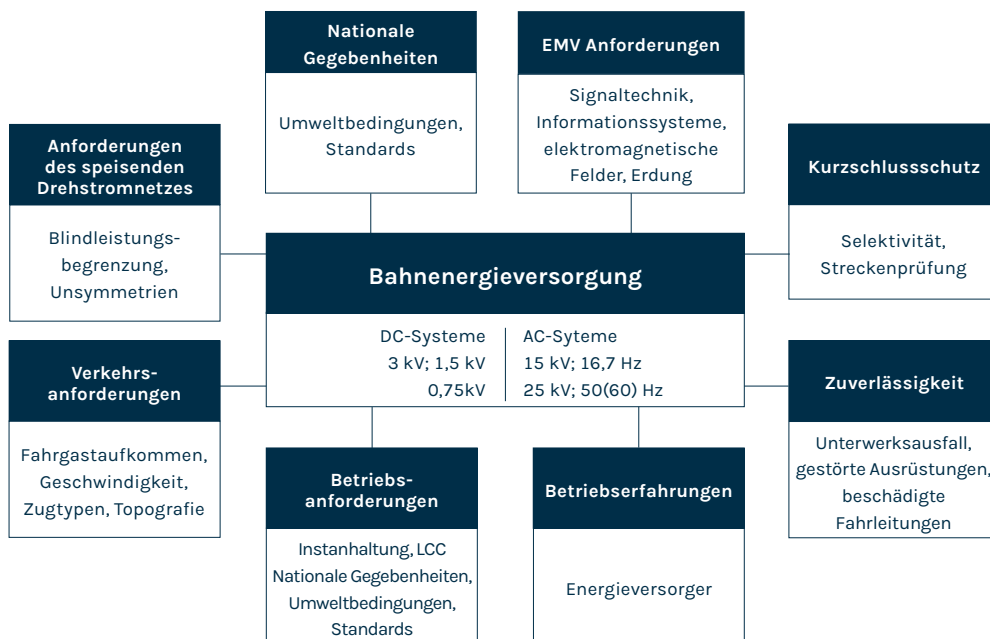 Nationale
Gegebenheiten
Umweltbedingungen,
Standards
EMV Anforderungen
Signaltechnik,
Informationssysteme,
elektromagnetische
Felder, Erdung
Anforderungen
des speisenden
Drehstromnetzes
Blindleistungs-
begrenzung,
Unsymmetrien
Kurzschlussschutz
Selektivität,
Streckenprüfung
Bahnenergieversorgung
DC-Systeme
3 kV; 1,5 kV
0,75kV
AC-Syteme
15 kV; 16,7 Hz
25 kV; 50(60) Hz
Verkehrs-
anforderungen
Fahrgastaufkommen,
Geschwindigkeit,
Zugtypen, Topografie
Zuverlässigkeit
Unterwerksausfall,
gestörte Ausrüstungen,
beschädigte
Fahrleitungen
Betriebs-
anforderungen
Instanhaltung, LCC
Nationale Gegebenheiten,
Umweltbedingungen,
Standards
Betriebserfahrungen
Energieversorger